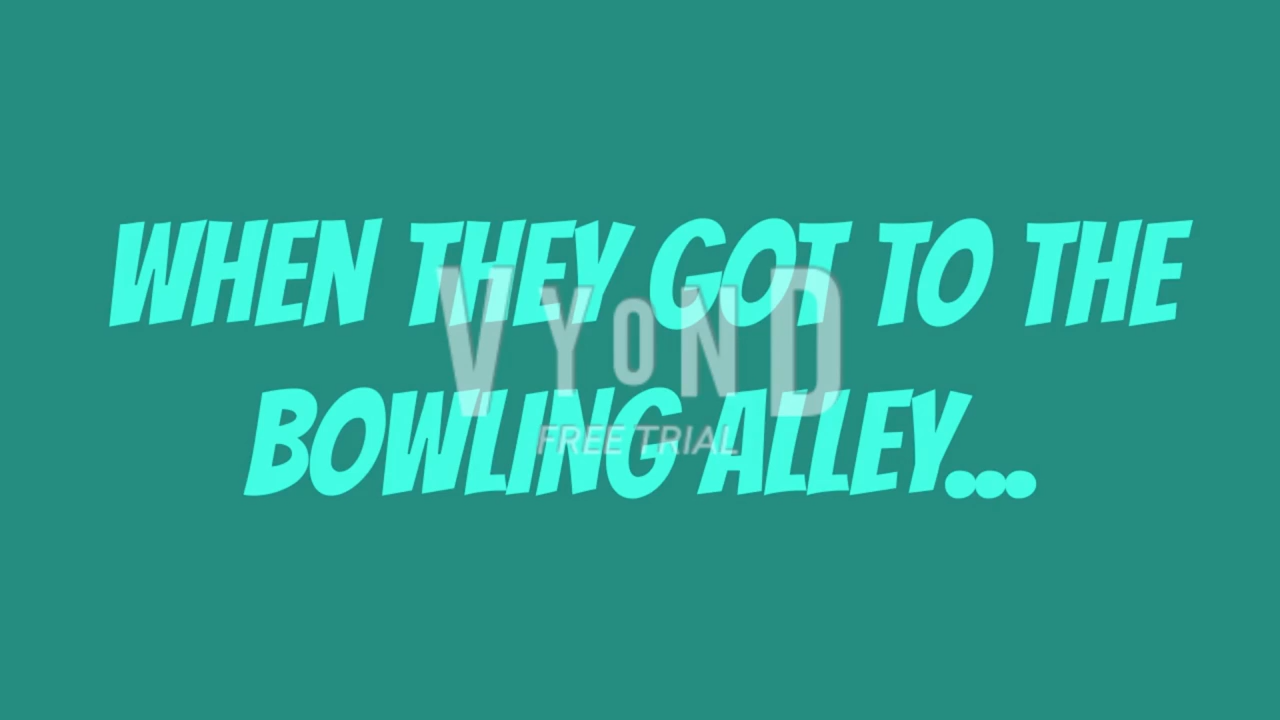 WHEN THEY GOT TO THE
VYOND
BOWLING ALLEY...
FREE TRIAL